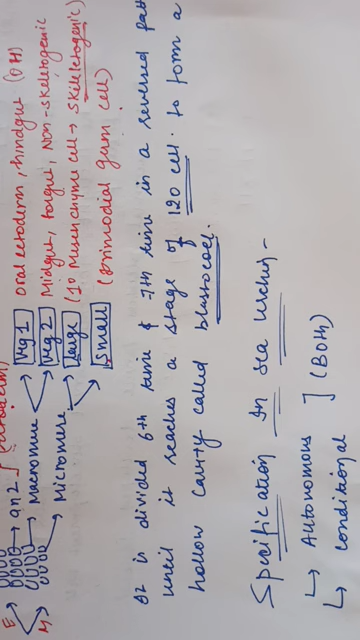 E
M
an2
Macromere
Micromere
Veg1 Oral ectoderm, hindgut (OH)
Veg2 Midgut, foregut, Non-skeletogenic
Large (1° Mesenchyme cell → skeletogenic)
Small (primodial gum cell)
It is divided 6th time & 7th time in a reversed
until it reaches a stage of 120 cell. to form a
hollow cavity called blastocoel.
Specification in sea urchin -
↳ Autonomous
↳ conditional ] (Both)